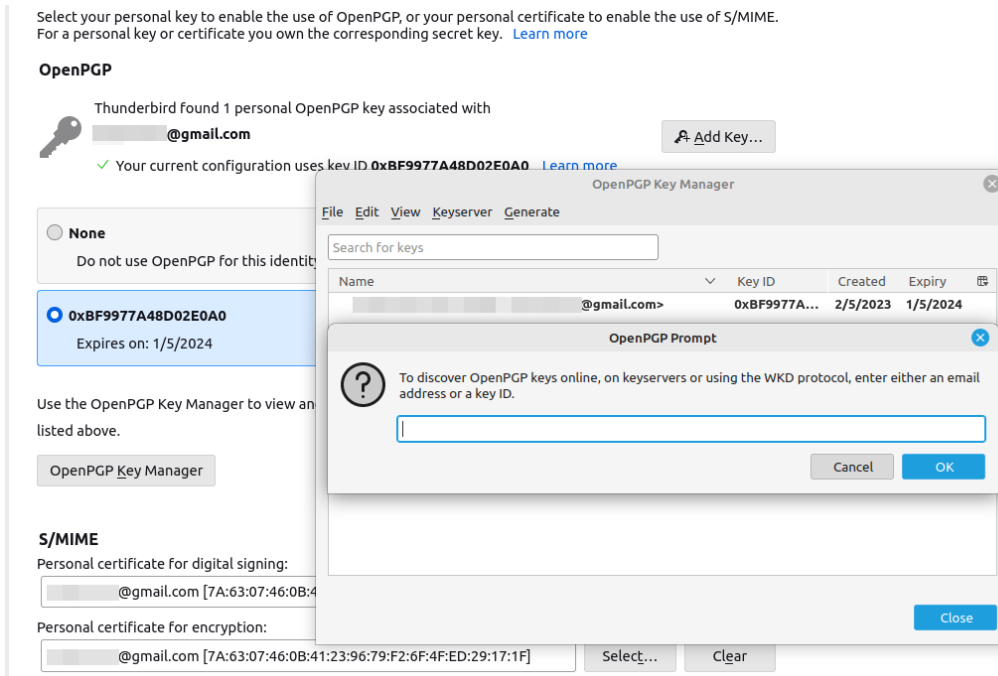 Select your personal key to enable the use of OpenPGP, or your personal certificate to enable the use of S/MIME.
For a personal key or certificate you own the corresponding secret key. Learn more
OpenPGP
Thunderbird found 1 personal OpenPGP key associated with
@gmail.com
Add Key...
Your current configuration uses key ID 0xBF9977A48D02E0A0 Learn more
None
Do not use OpenPGP for this identity
0xBF9977A48D02E0A0
Expires on: 1/5/2024
Use the OpenPGP Key Manager to view an
listed above.
OpenPGP Key Manager
S/MIME
Personal certificate for digital signing:
@gmail.com [7A:63:07:46:0B:4
Personal certificate for encryption:
@gmail.com [7A:63:07:46:0B:41:23:96:79:F2:6F:4F:ED:29:17:1F]
Select...
Clear
OpenPGP Key Manager
File Edit View Keyserver Generate
Search for keys
Name Key ID Created Expiry
@gmail.com> 0xBF9977A... 2/5/2023 1/5/2024
OpenPGP Prompt
To discover OpenPGP keys online, on keyservers or using the WKD protocol, enter either an email
address or a key ID.
Cancel
OK
Close